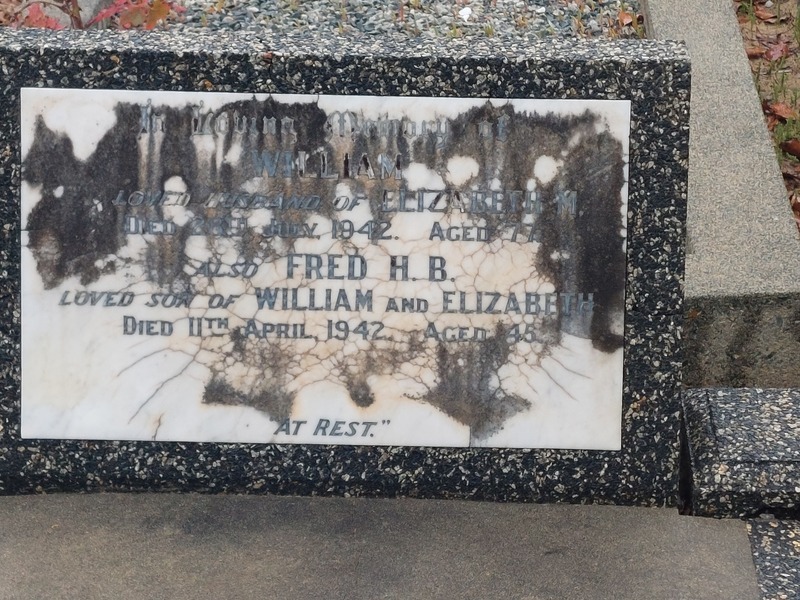 In Loving Memory of
WILLIAM
LOVED HUSBAND OF ELIZABETH M.
DIED JULY, 1942. AGED 77
ALSO FRED H. B.
LOVED SON OF WILLIAM AND ELIZABETH
DIED 11TH APRIL, 1942. AGED 45.
AT REST."